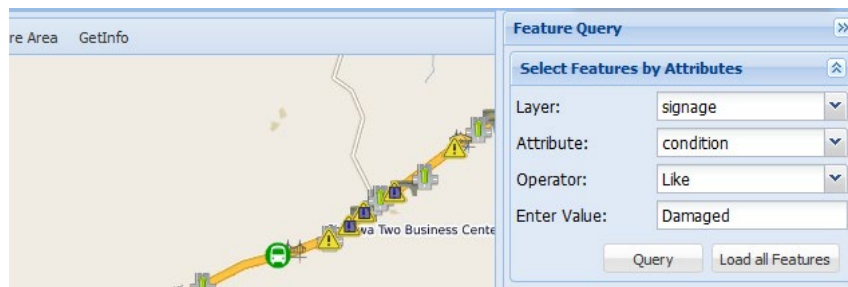 re Area GetInfo
Feature Query
Select Features by Attributes
Layer: signage
Attribute: condition
Operator: Like
Enter Value: Damaged
Query Load all Features
wa Two Business Cente